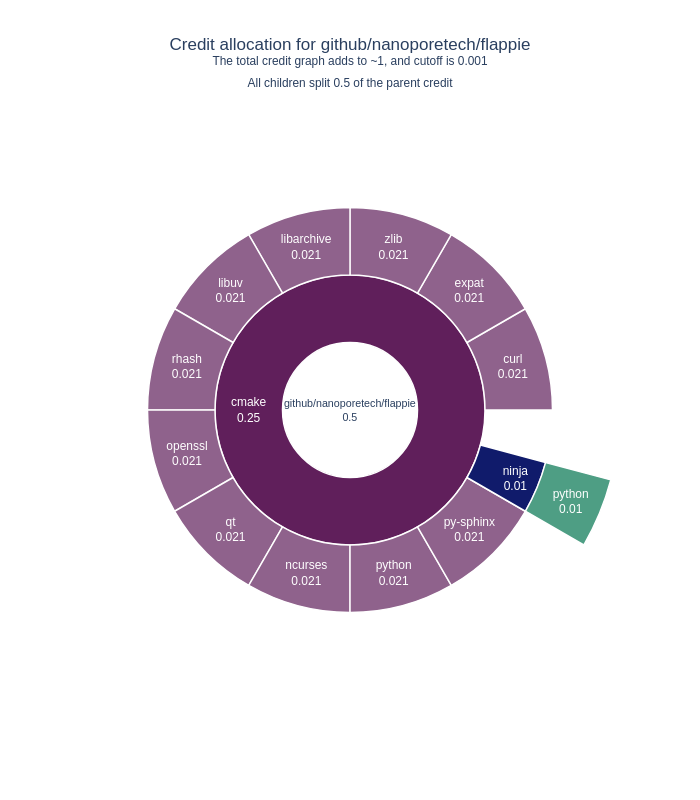 Credit allocation for github/nanoporetech/flappie
The total credit graph adds to ~1, and cutoff is 0.001
All children split 0.5 of the parent credit
libarchive
0.021
zlib
0.021
libuv
0.021
expat
0.021
rhash
0.021
curl
0.021
cmake
0.25
github/nanoporetech/flappie
0.5
openssl
0.021
ninja
0.01
python
0.01
qt
0.021
py-sphinx
0.021
ncurses
0.021
python
0.021